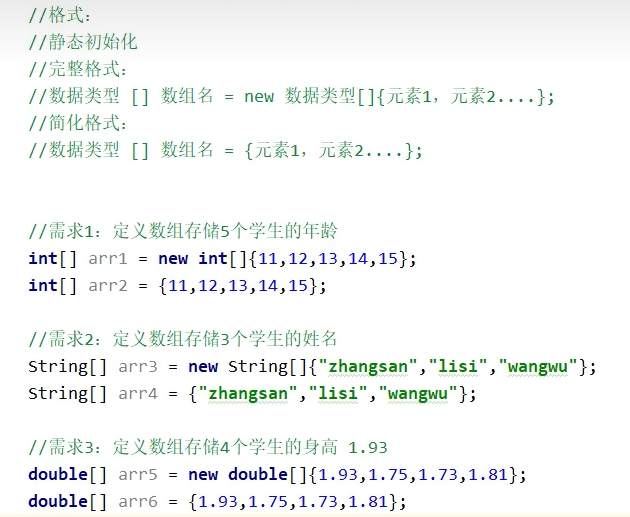 //格式：
//静态初始化
//完整格式：
//数据类型 [] 数组名 = new 数据类型[]{元素1，元素2....};
//简化格式：
//数据类型 [] 数组名 = {元素1，元素2....};
//需求1：定义数组存储5个学生的年龄
int[] arr1 = new int[]{11,12,13,14,15};
int[] arr2 = {11,12,13,14,15};
//需求2：定义数组存储3个学生的姓名
String[] arr3 = new String[]{"zhangsan","lisi","wangwu"};
String[] arr4 = {"zhangsan","lisi","wangwu"};
//需求3：定义数组存储4个学生的身高 1.93
double[] arr5 = new double[]{1.93,1.75,1.73,1.81};
double[] arr6 = {1.93,1.75,1.73,1.81};